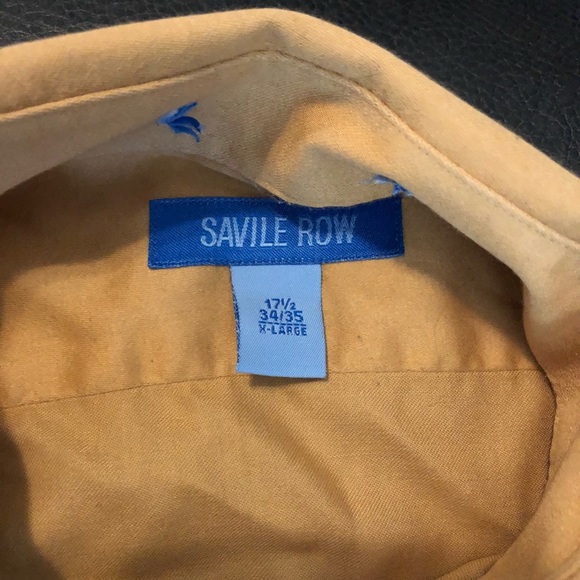 SAVILE ROW
17½
34/35
X-LARGE